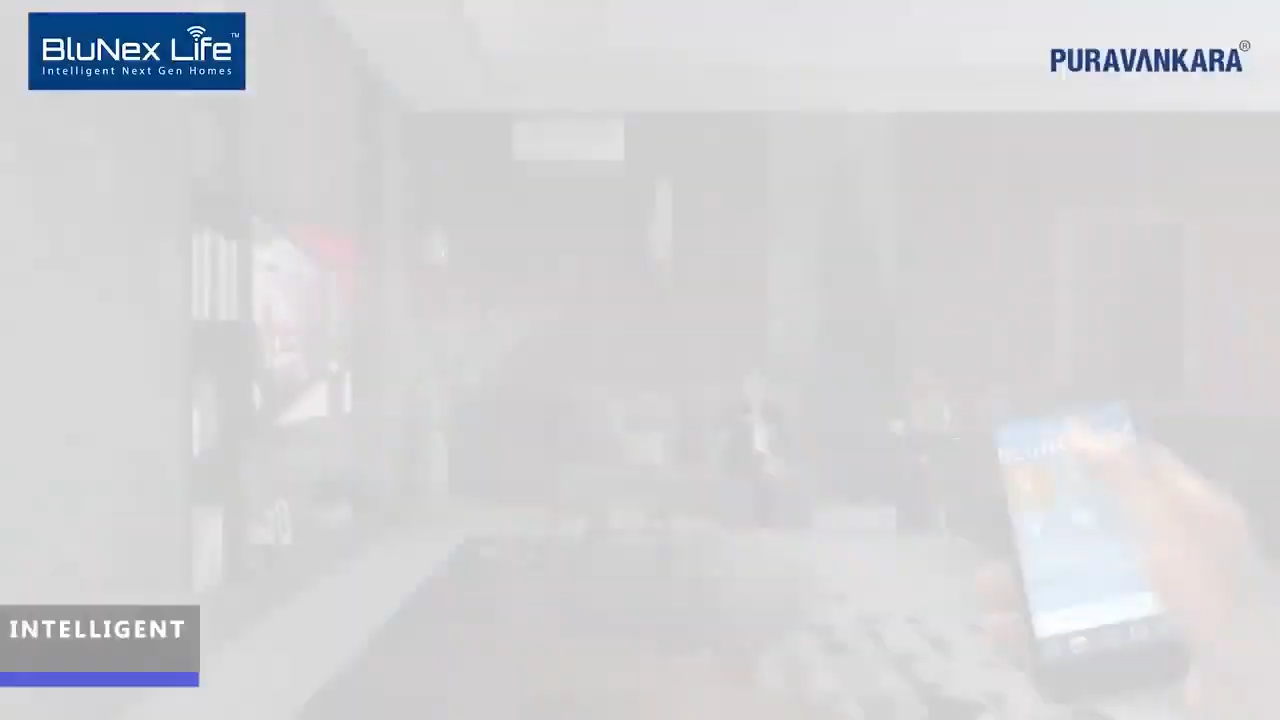 BluNex Life™
Intelligent Next Gen Homes
PURAVANKARA®
INTELLIGENT